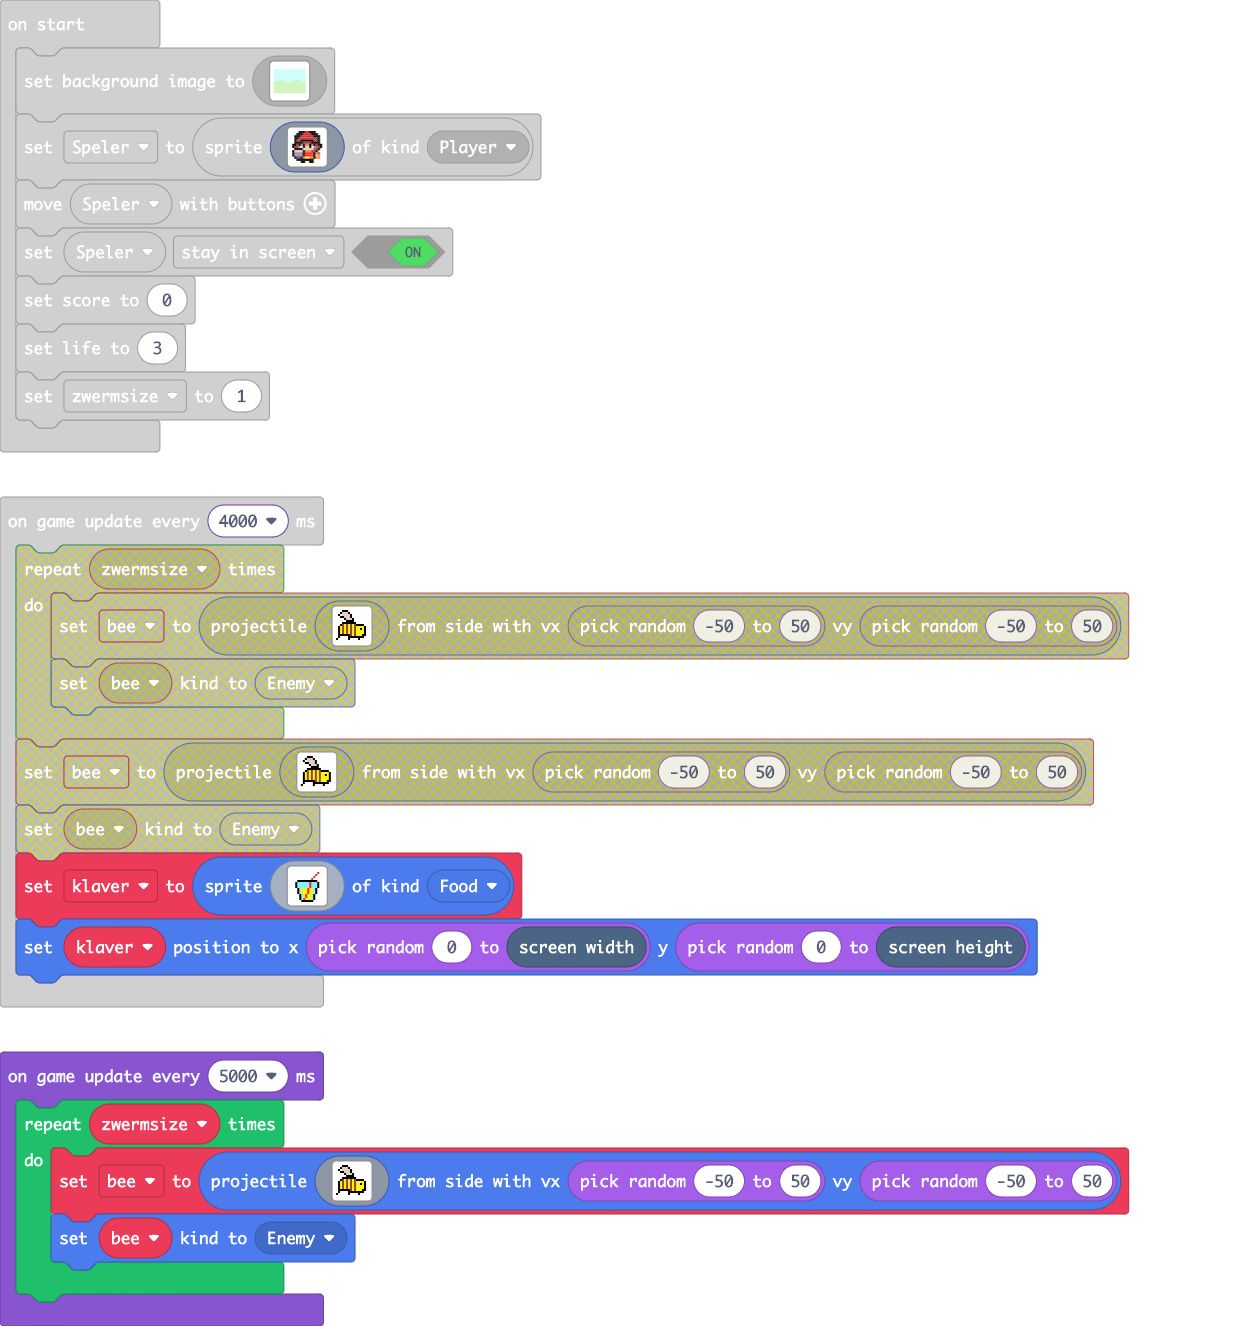 on start
set background image to
set Speler to sprite of kind Player
move Speler with buttons
set Speler stay in screen ON
set score to 0
set life to 3
set zwermsize to 1
on game update every 4000 ms
repeat zwermsize times
do
set bee to projectile from side with vx pick random -50 to 50 vy pick random -50 to 50
set bee kind to Enemy
set bee to projectile from side with vx pick random -50 to 50 vy pick random -50 to 50
set bee kind to Enemy
set klaver to sprite of kind Food
set klaver position to x pick random 0 to screen width y pick random 0 to screen height
on game update every 5000 ms
repeat zwermsize times
do
set bee to projectile from side with vx pick random -50 to 50 vy pick random -50 to 50
set bee kind to Enemy